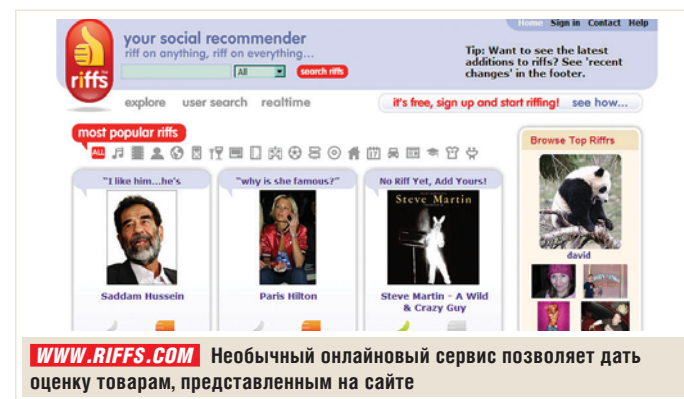 Home Sign in Contact Help
your social recommender
riff on anything, riff on everything...
All search riffs
riffs
Tip: Want to see the latest
additions to riffs? See 'recent
changes' in the footer.
explore user search realtime
it's free, sign up and start riffing! see how...
most popular riffs
ALL
17
Browse Top Riffrs
"I like him...he's
"why is she famous?"
No Riff Yet, Add Yours!
Steve Martin
david
Saddam Hussein
Paris Hilton
Steve Martin - A Wild
& Crazy Guy
WWW.RIFFS.COM Необычный онлайновый сервис позволяет дать
оценку товарам, представленным на сайте